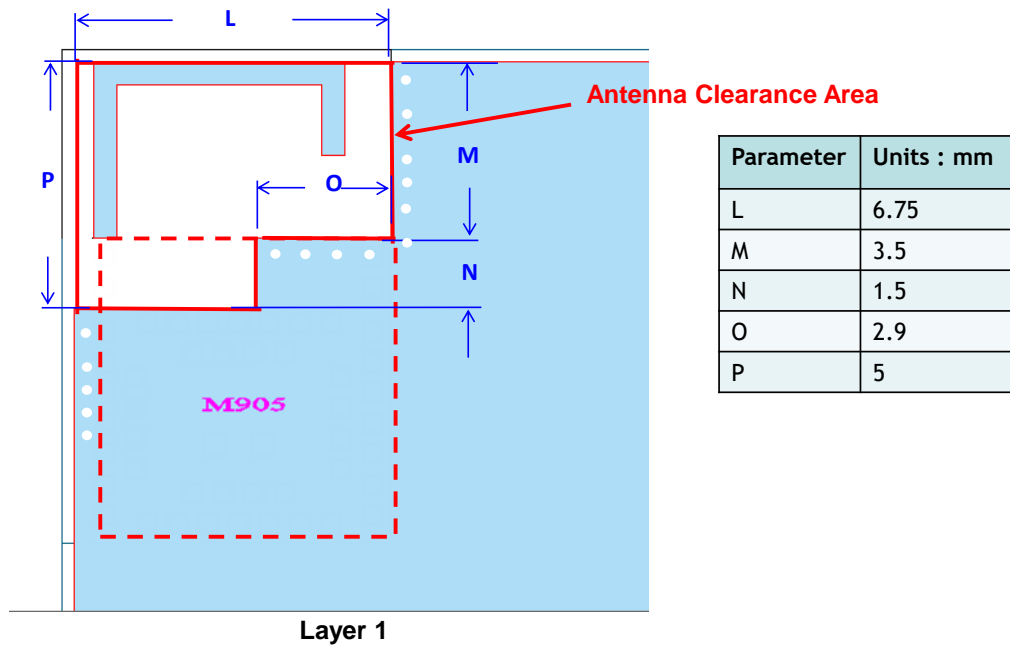 L
Antenna Clearance Area
P
M
O
N
M905
Layer 1
Parameter Units : mm
L 6.75
M 3.5
N 1.5
O 2.9
P 5